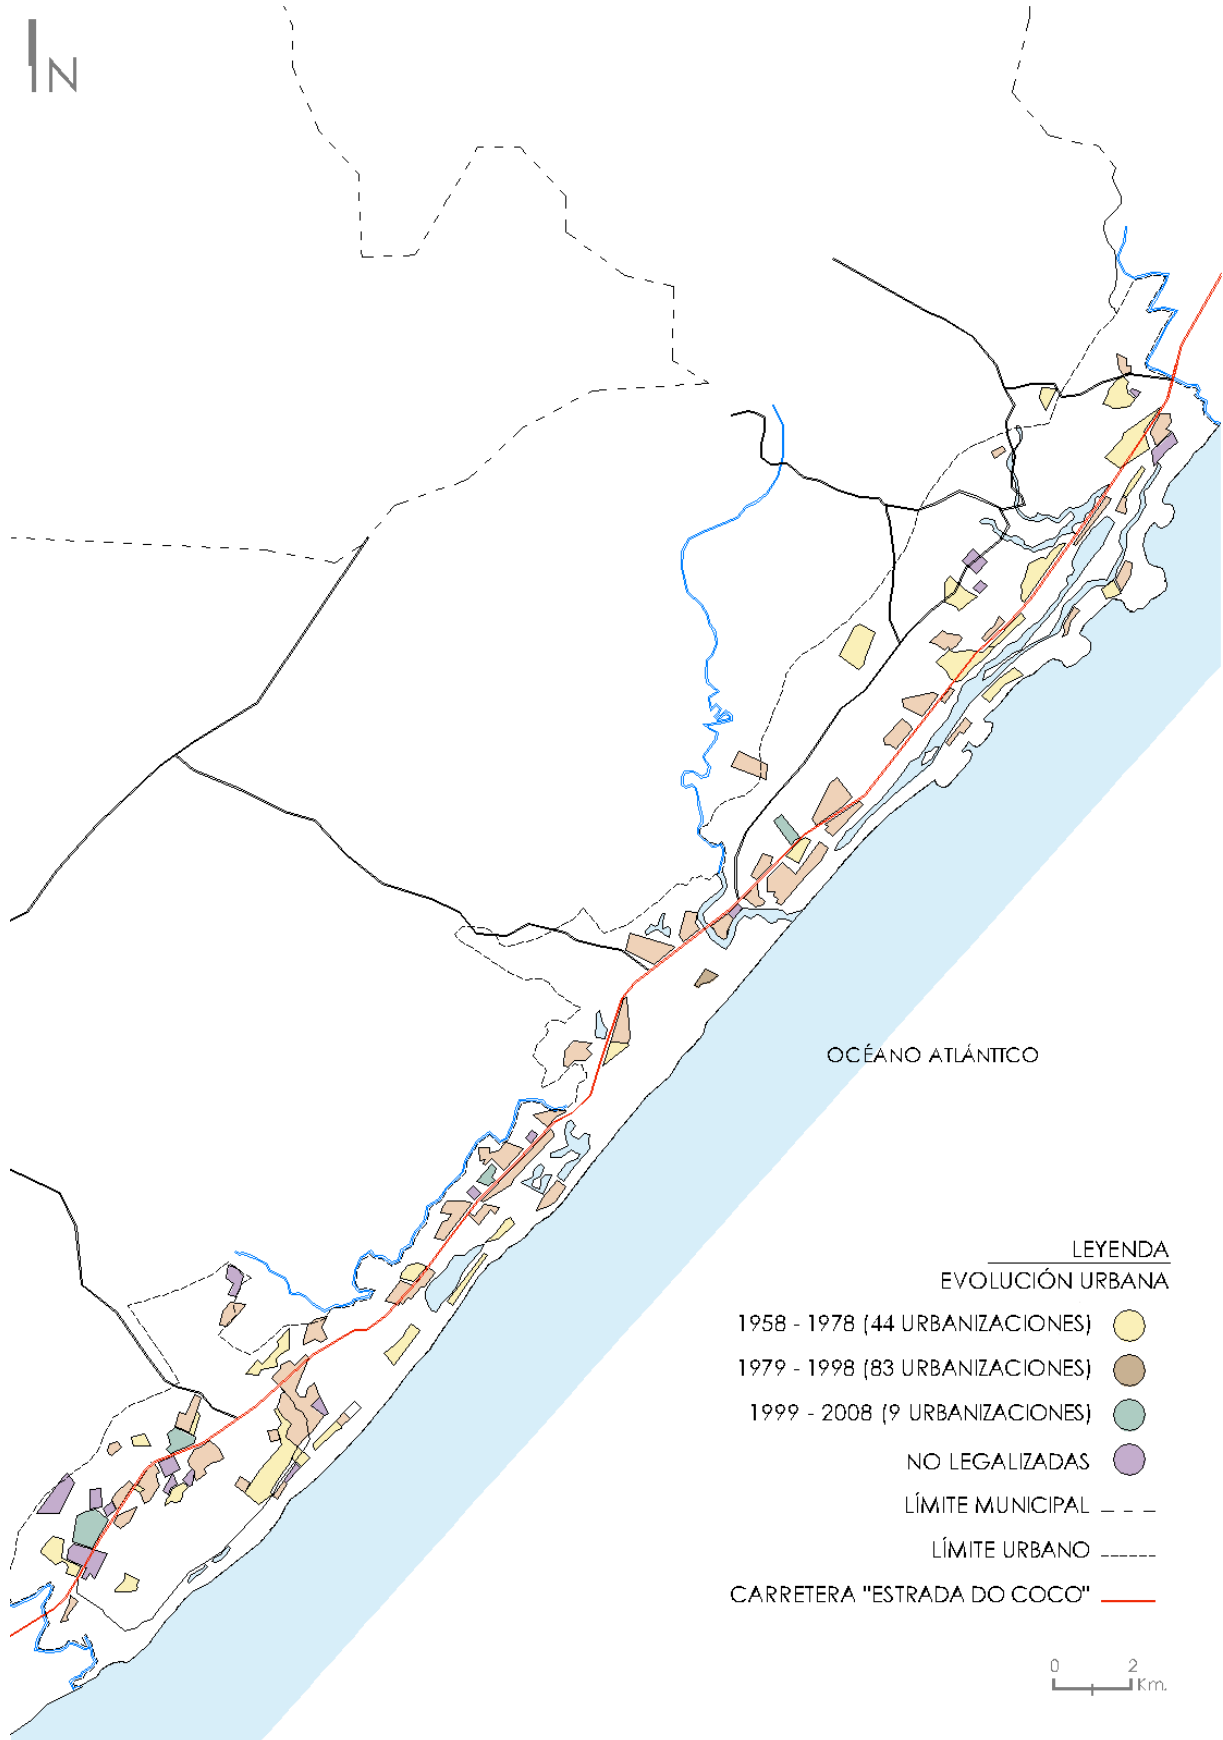 N
OCÉANO ATLÁNTICO
LEYENDA
EVOLUCIÓN URBANA
1958 - 1978 (44 URBANIZACIONES)
1979 - 1998 (83 URBANIZACIONES)
1999 - 2008 (9 URBANIZACIONES)
NO LEGALIZADAS
LÍMITE MUNICIPAL
LÍMITE URBANO
CARRETERA "ESTRADA DO COCO"
0 2
Km.